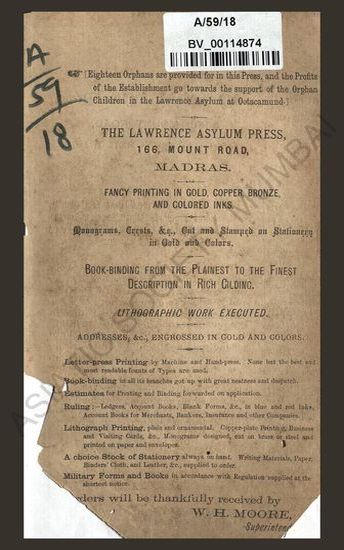 A/59/18
BV_00114874
A
59
18
[Eighteen Orphans are provided for in this Press, and the Profits
of the Establishment go towards the support of the Orphan
Children in the Lawrence Asylum at Ootacamund.]
THE LAWRENCE ASYLUM PRESS,
166, MOUNT ROAD,
MADRAS.
FANCY PRINTING IN GOLD, COPPER, BRONZE,
AND COLORED INKS.
Monograms, Crests, &c., Cut and Stamped on Stationery
in Gold and Colors.
BOOK-BINDING FROM THE PLAINEST TO THE FINEST
DESCRIPTION IN RICH GILDING.
LITHOGRAPHIC WORK EXECUTED.
ADDRESSES, &c., ENGROSSED IN GOLD AND COLORS.
Letter-press Printing by Machine and Hand-press. None but the best and
most readable founts of Types are used.
Book-binding in all its branches got up with great neatness and despatch.
Estimates for Printing and Binding forwarded on application.
Ruling :—Ledgers, Account Books, Blank Forms, &c., in blue and red inks,
Account Books for Merchants, Bankers, Insurance and other Companies.
Lithograph Printing, plain and ornamental. Copper-plate Printing, Business
and Visiting Cards, &c. Monograms designed, cut on brass or steel and
printed on paper and envelopes.
A choice Stock of Stationery always on hand. Writing Materials, Paper,
Binders' Cloth, and Leather, &c., supplied to order.
Military Forms and Books in accordance with Regulation supplied at the
shortest notice.
ders will be thankfully received by
W. H. MOORE,
Superinten
ASIATIC SOCIETY MUMBAI